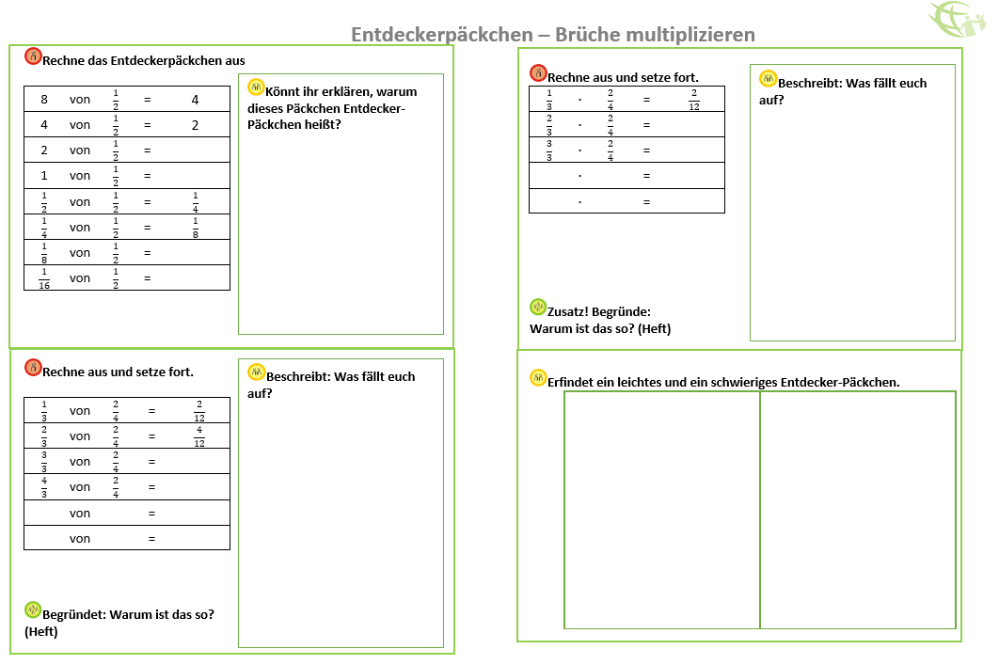 Entdeckerpäckchen – Brüche multiplizieren
Rechne das Entdeckerpäckchen aus
8 von 1/2 = 4
4 von 1/2 = 2
2 von 1/2 =
1 von 1/2 =
1/2 von 1/2 = 1/4
1/4 von 1/2 = 1/8
1/8 von 1/2 =
1/16 von 1/2 =
Könnt ihr erklären, warum
dieses Päckchen Entdecker-
Päckchen heißt?
Rechne aus und setze fort.
1/3 · 2/4 = 2/12
2/3 · 2/4 =
3/3 · 2/4 =
· =
· =
Zusatz! Begründe:
Warum ist das so? (Heft)
Beschreibt: Was fällt euch
auf?
Rechne aus und setze fort.
1/3 von 2/4 = 2/12
2/3 von 2/4 = 4/12
3/3 von 2/4 =
4/3 von 2/4 =
von =
von =
Begründet: Warum ist das so?
(Heft)
Beschreibt: Was fällt euch
auf?
Erfindet ein leichtes und ein schwieriges Entdecker-Päckchen.